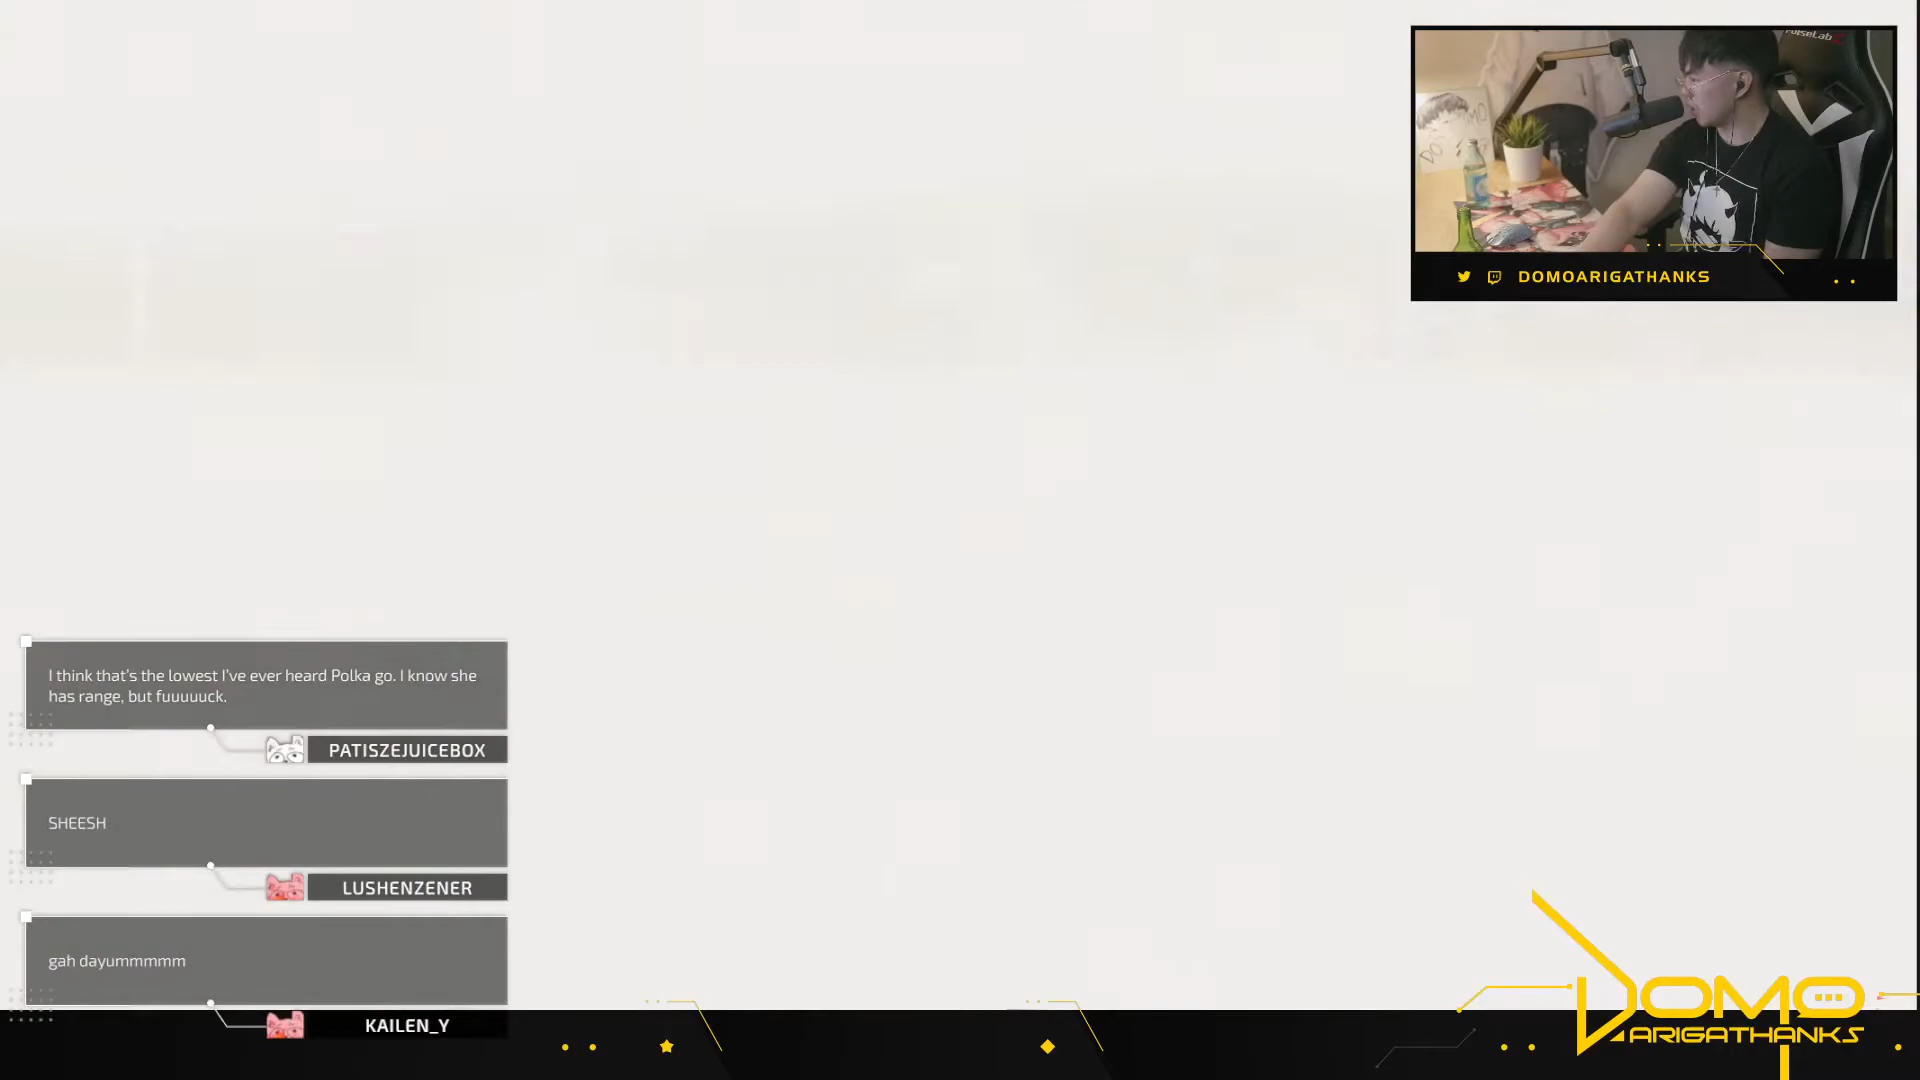 PulseLab
DOMOARIGATHANKS
I think that's the lowest I've ever heard Polka go. I know she
has range, but fuuuuuck.
PATISZEJUICEBOX
SHEESH
LUSHENZENER
gah dayummmmm
KAILEN_Y
DOMO
ARIGATHANKS